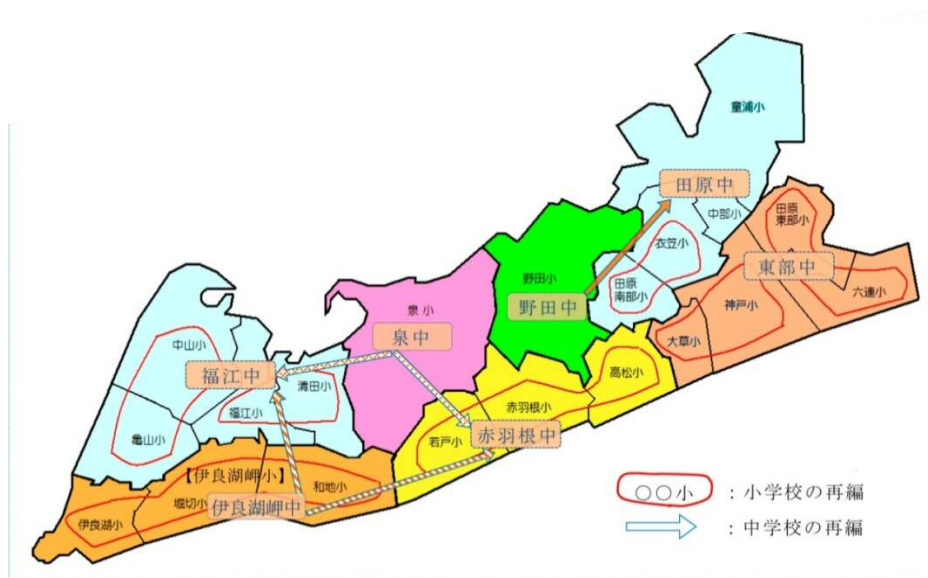 童浦小
田原中
中部小
田原
東部小
衣笠小
東部中
野田小
田原
南部小
六連小
野田中
神戸小
泉小
大草小
泉中
中山小
高松小
福江中
清田小
赤羽根小
福江小
亀山小
若戸小
赤羽根中
【伊良湖岬小】
和地小
堀切小
伊良湖岬中
伊良湖小
○○小
：小学校の再編
：中学校の再編